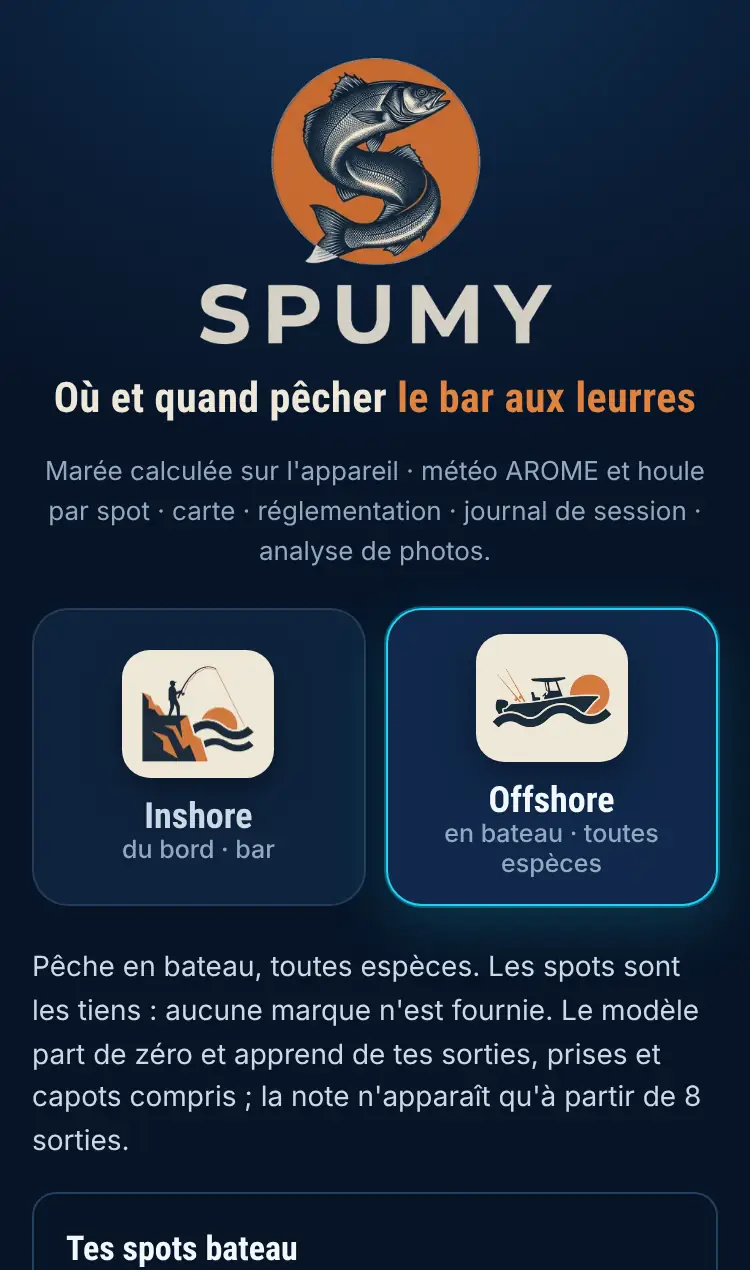 SPUMY
Où et quand pêcher le bar aux leurres
Marée calculée sur l'appareil · météo AROME et houle
par spot · carte · réglementation · journal de session ·
analyse de photos.
Inshore
du bord · bar
Offshore
en bateau · toutes
espèces
Pêche en bateau, toutes espèces. Les spots sont
les tiens : aucune marque n'est fournie. Le modèle
part de zéro et apprend de tes sorties, prises et
capots compris ; la note n'apparaît qu'à partir de 8
sorties.
Tes spots bateau